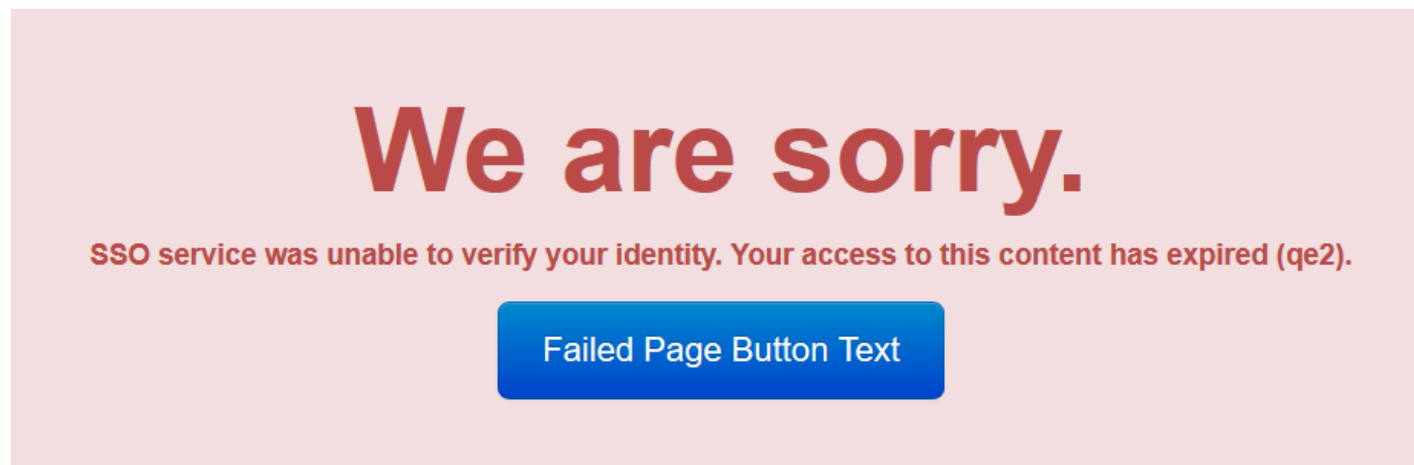 We are sorry.
SSO service was unable to verify your identity. Your access to this content has expired (qe2).
Failed Page Button Text